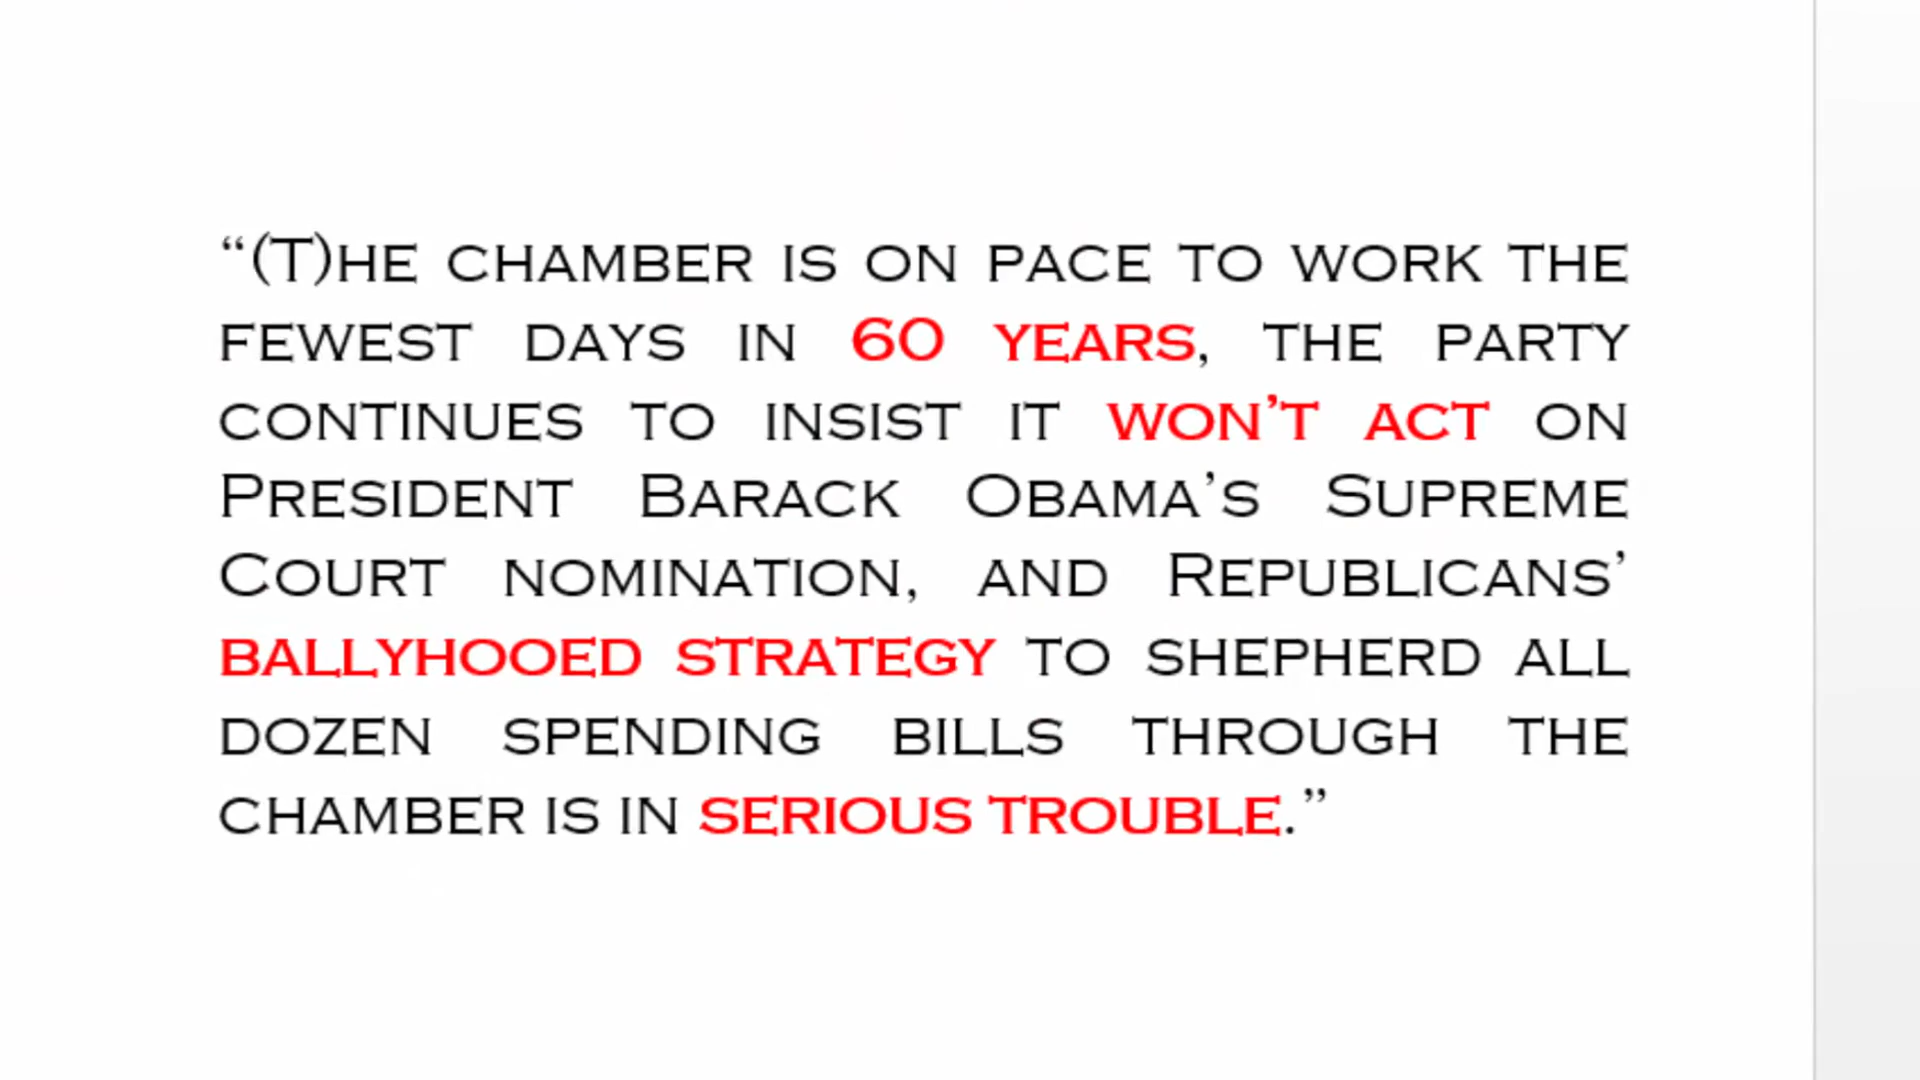 “(T)HE CHAMBER IS ON PACE TO WORK THE
FEWEST DAYS IN 60 YEARS, THE PARTY
CONTINUES TO INSIST IT WON’T ACT ON
PRESIDENT BARACK OBAMA’S SUPREME
COURT NOMINATION, AND REPUBLICANS’
BALLYHOOED STRATEGY TO SHEPHERD ALL
DOZEN SPENDING BILLS THROUGH THE
CHAMBER IS IN SERIOUS TROUBLE.”